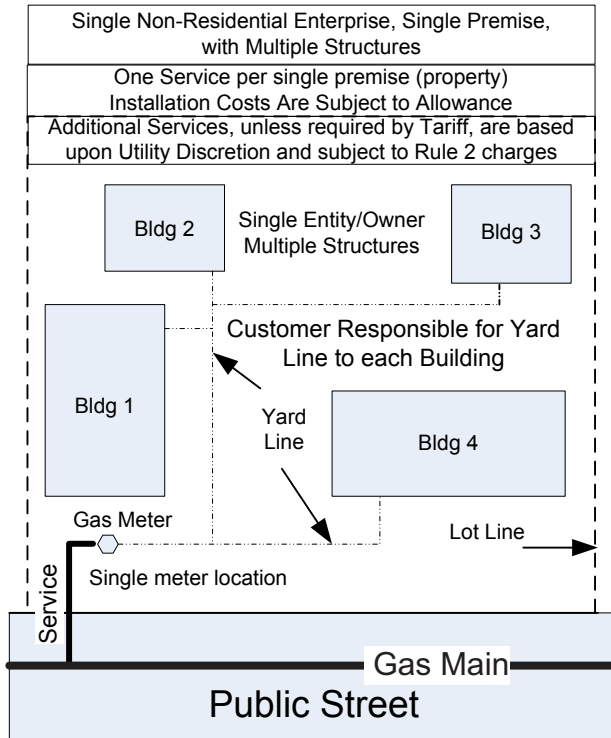 Single Non-Residential Enterprise, Single Premise,
with Multiple Structures
One Service per single premise (property)
Installation Costs Are Subject to Allowance
Additional Services, unless required by Tariff, are based
upon Utility Discretion and subject to Rule 2 charges
Bldg 2
Single Entity/Owner
Multiple Structures
Bldg 3
Customer Responsible for Yard
Line to each Building
Bldg 1
Yard
Line
Bldg 4
Gas Meter
Lot Line
Single meter location
Service
Gas Main
Public Street